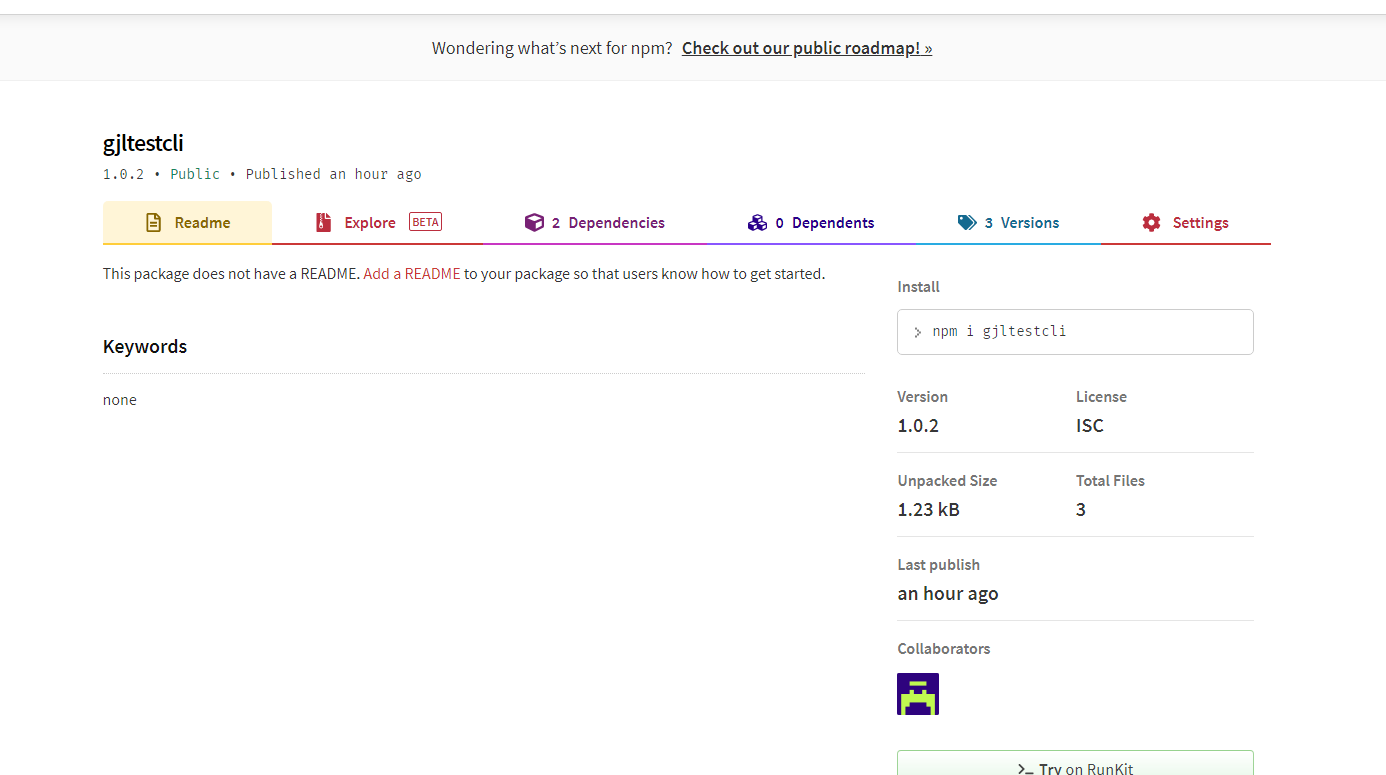 Wondering what’s next for npm? Check out our public roadmap! »
gjltestcli
1.0.2 • Public • Published an hour ago
Readme
Explore BETA
2 Dependencies
0 Dependents
3 Versions
Settings
This package does not have a README. Add a README to your package so that users know how to get started.
Keywords
none
Install
> npm i gjltestcli
Version
1.0.2
License
ISC
Unpacked Size
1.23 kB
Total Files
3
Last publish
an hour ago
Collaborators
>_ Try on RunKit